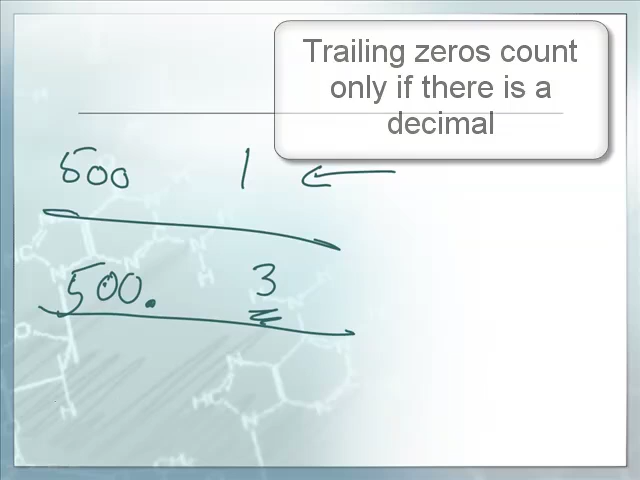 Trailing zeros count
only if there is a
decimal
500 1
500. 3